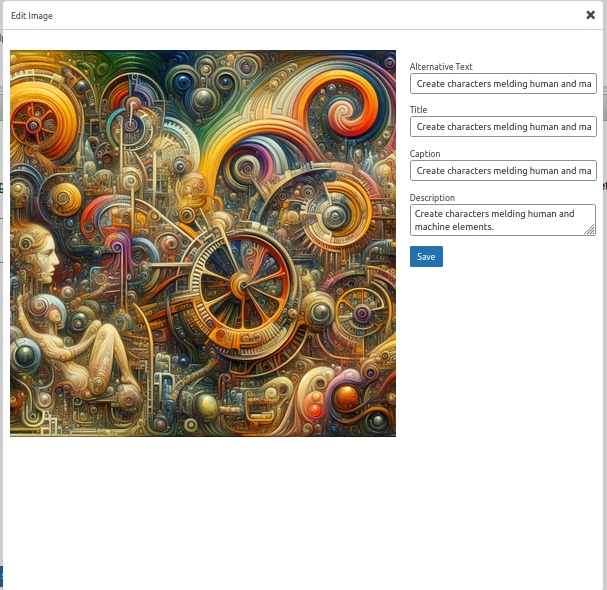 Edit Image
Alternative Text
Create characters melding human and ma
Title
Create characters melding human and ma
Caption
Create characters melding human and ma
Description
Create characters melding human and
machine elements.
Save